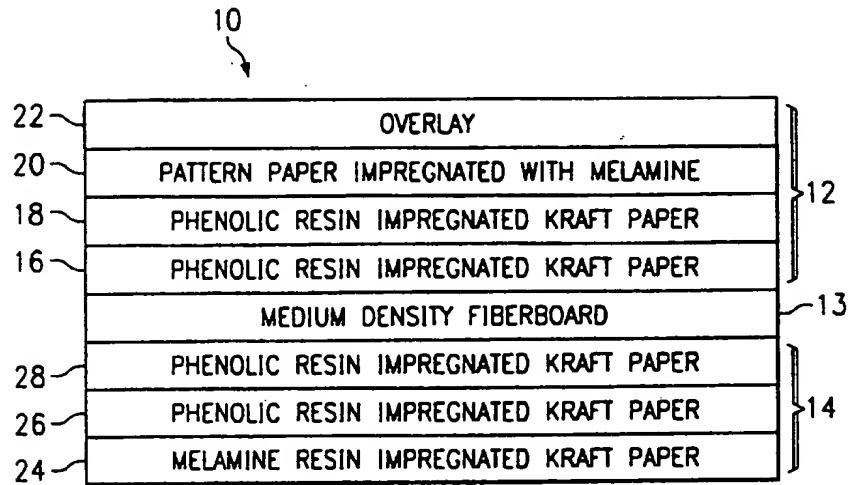 10
22 OVERLAY
20 PATTERN PAPER IMPREGNATED WITH MELAMINE
12
18 PHENOLIC RESIN IMPREGNATED KRAFT PAPER
16 PHENOLIC RESIN IMPREGNATED KRAFT PAPER
MEDIUM DENSITY FIBERBOARD 13
28 PHENOLIC RESIN IMPREGNATED KRAFT PAPER
26 PHENOLIC RESIN IMPREGNATED KRAFT PAPER
14
24 MELAMINE RESIN IMPREGNATED KRAFT PAPER